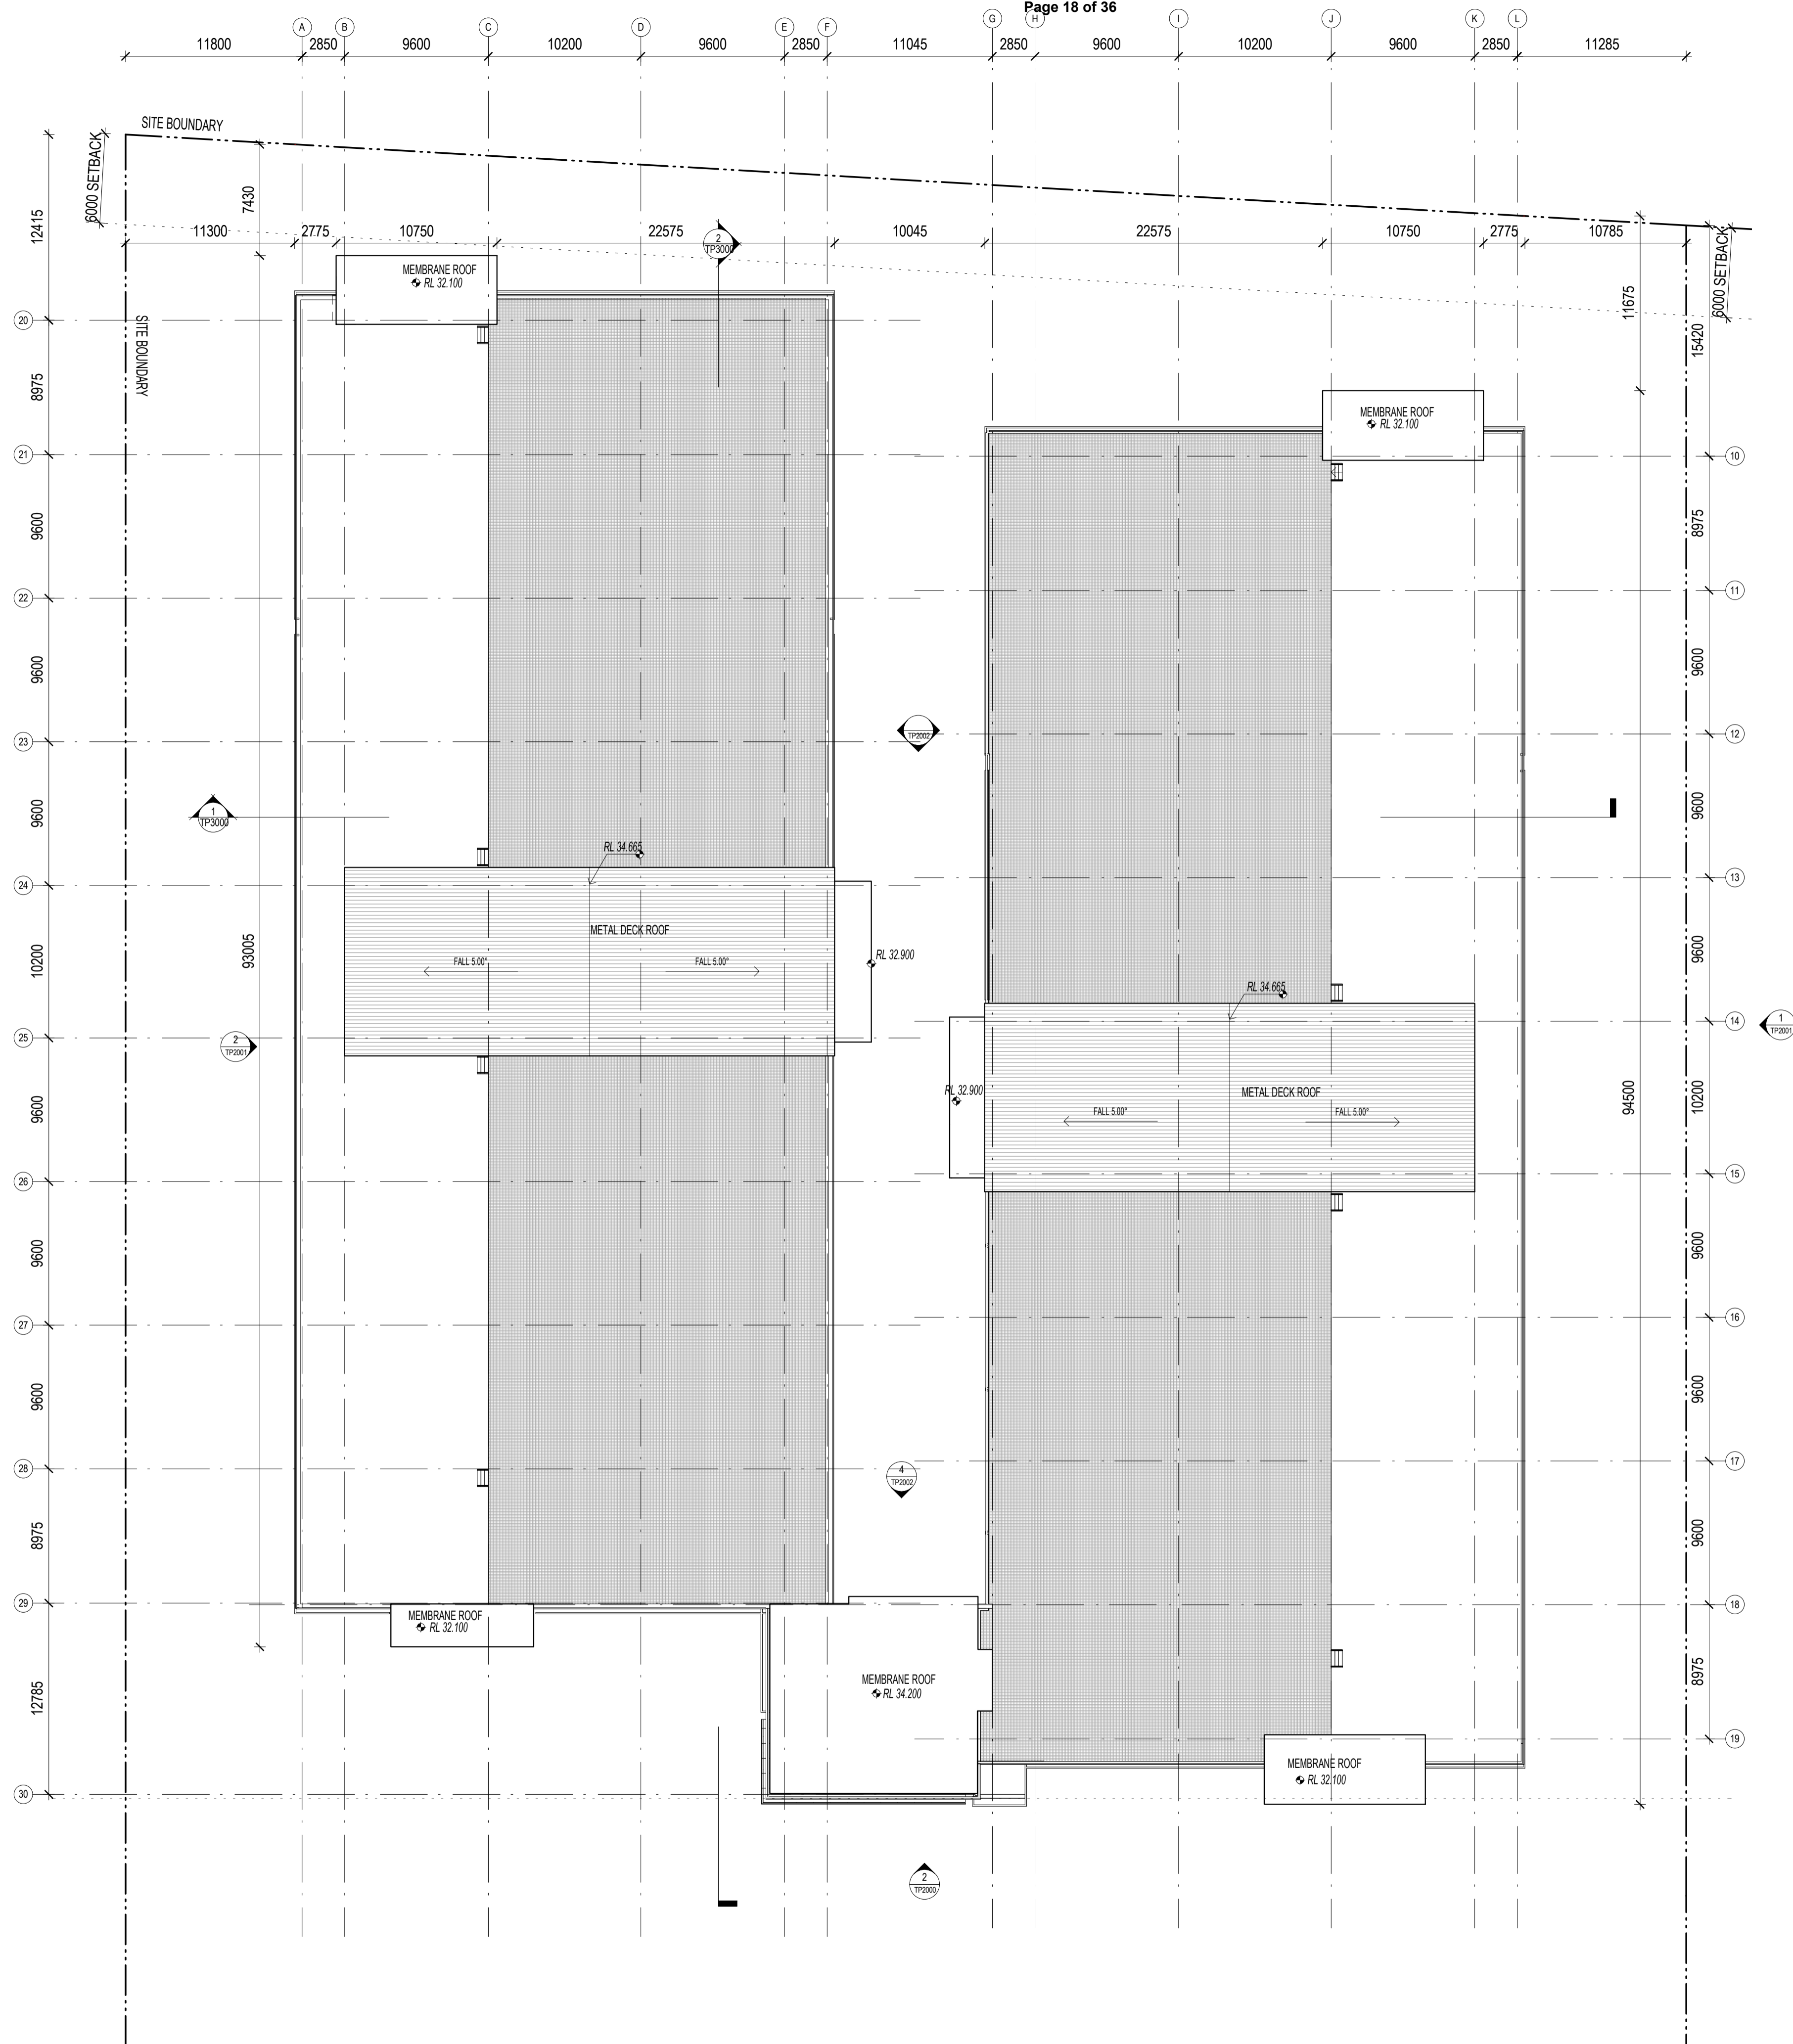 Page 18 of 36
A B C D E F G H I J K L
11800 2850 9600 10200 9600 2850 11045 2850 9600 10200 9600 2850 11285
SITE BOUNDARY
6000 SETBACK
7430
12415
11300 2775 10750 22575 10045 22575 10750 2775 10785
2
TP3000
6000 SETBACK
MEMBRANE ROOF
RL 32.100
11675
20
SITE BOUNDARY
15420
8975
MEMBRANE ROOF
RL 32.100
21
10
9600
8975
22
11
9600
9600
23
TP2002
12
9600
1
TP3000
9600
RL 34.665
24
13
METAL DECK ROOF
93005
10200
FALL 5.00°
FALL 5.00°
RL 32.900
9600
RL 34.665
25
2
TP2001
14
1
TP2001
9600
RL 32.900
METAL DECK ROOF
94500
10200
FALL 5.00°
FALL 5.00°
26
15
9600
9600
27
16
9600
9600
28
4
TP2002
17
8975
9600
29
18
MEMBRANE ROOF
RL 32.100
12785
MEMBRANE ROOF
RL 34.200
8975
19
MEMBRANE ROOF
RL 32.100
30
2
TP2000